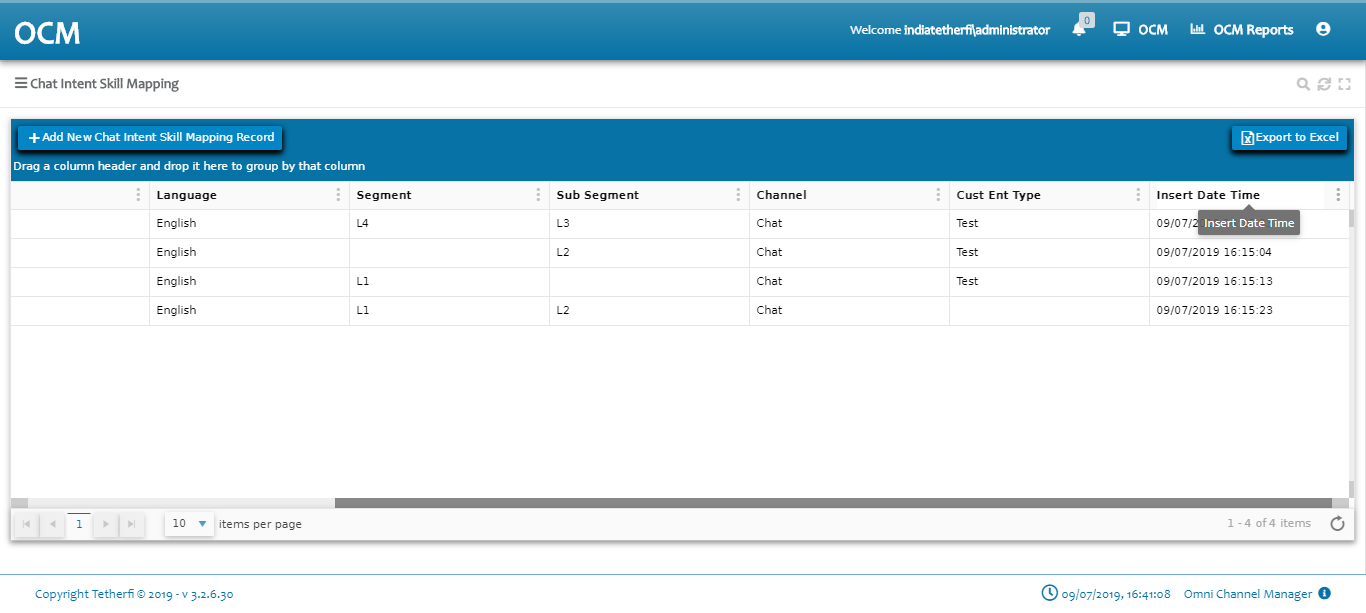 OCM
Welcome indiatetherfi\administrator
0
OCM
OCM Reports
Chat Intent Skill Mapping
Add New Chat Intent Skill Mapping Record
Export to Excel
Drag a column header and drop it here to group by that column
Language Segment Sub Segment Channel Cust Ent Type Insert Date Time
English L4 L3 Chat Test 09/07/2
Insert Date Time
English L2 Chat Test 09/07/2019 16:15:04
English L1 Chat Test 09/07/2019 16:15:13
English L1 L2 Chat 09/07/2019 16:15:23
1
10 items per page
1 - 4 of 4 items
Copyright Tetherfi © 2019 - v 3.2.6.30
09/07/2019, 16:41:08 Omni Channel Manager